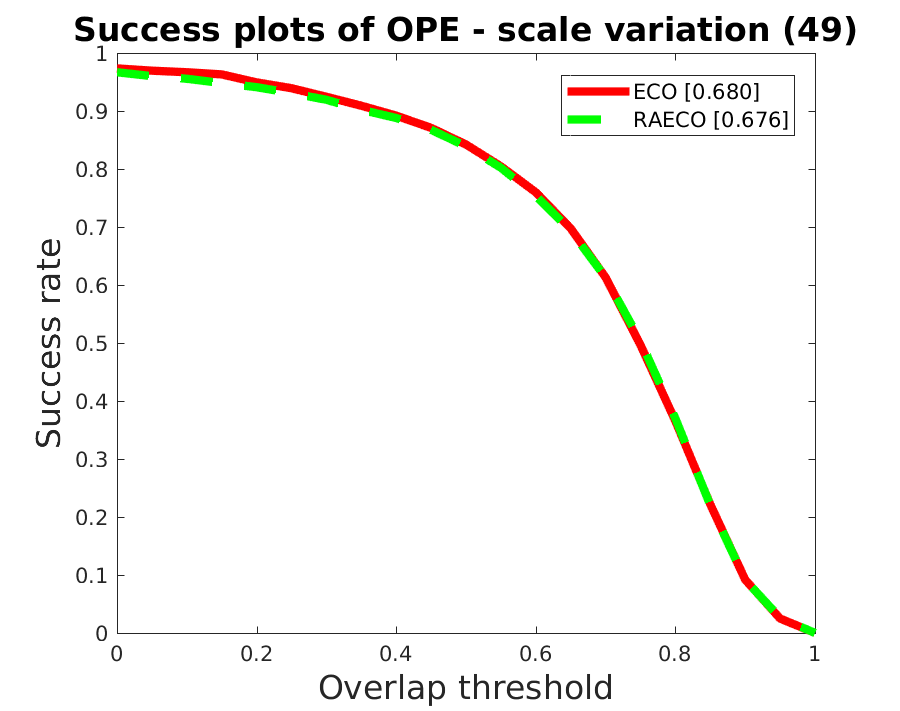 Success plots of OPE - scale variation (49)
ECO [0.680]
RAECO [0.676]
Success rate
1
0.9
0.8
0.7
0.6
0.5
0.4
0.3
0.2
0.1
0
0 0.2 0.4 0.6 0.8 1
Overlap threshold